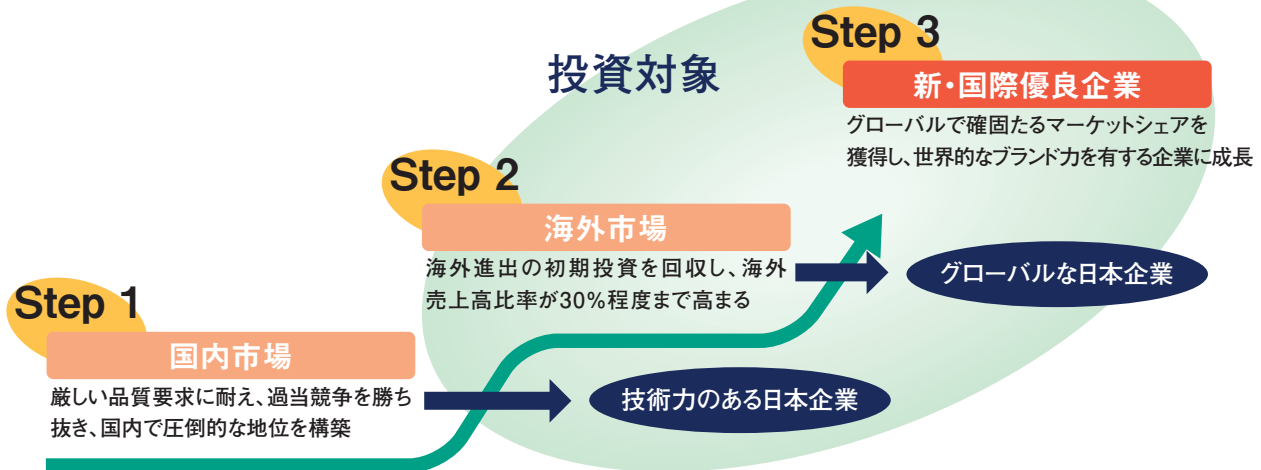 投資対象
Step 1
国内市場
厳しい品質要求に耐え、過当競争を勝ち
抜き、国内で圧倒的な地位を構築
技術力のある日本企業
Step 2
海外市場
海外進出の初期投資を回収し、海外
売上高比率が30%程度まで高まる
グローバルな日本企業
Step 3
新・国際優良企業
グローバルで確固たるマーケットシェアを
獲得し、世界的なブランド力を有する企業に成長